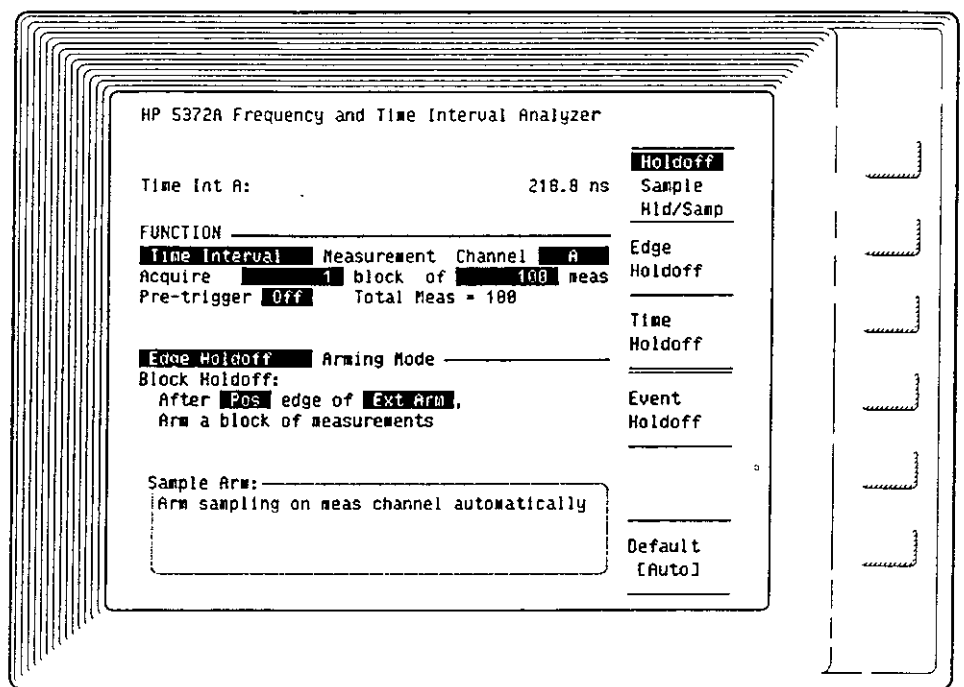 HP 5372A Frequency and Time Interval Analyzer
Time Int A: 218.8 ns
FUNCTION
Time Interval Measurement Channel A
Acquire 1 block of 100 meas
Pre-trigger Off Total Meas = 100
Edge Holdoff Arming Mode
Block Holdoff:
After Pos edge of Ext Arm,
Arm a block of measurements
Sample Arm:
Arm sampling on meas channel automatically
Holdoff
Sample
Hld/Samp
Edge
Holdoff
Time
Holdoff
Event
Holdoff
Default
[Auto]